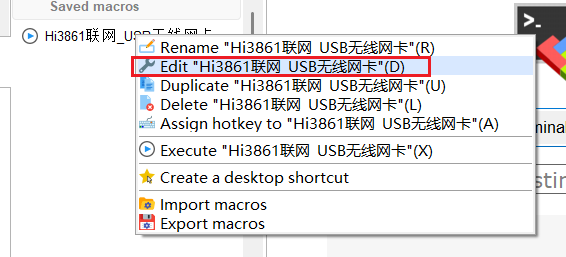 Saved macros
Hi3861联网_USB无线网卡
Rename "Hi3861联网 USB无线网卡"(R)
Edit "Hi3861联网 USB无线网卡"(D)
Duplicate "Hi3861联网 USB无线网卡"(U)
Delete "Hi3861联网 USB无线网卡"(L)
Assign hotkey to "Hi3861联网 USB无线网卡"(A)
minal
Execute "Hi3861联网 USB无线网卡"(X)
Create a desktop shortcut
stin
Import macros
Export macros